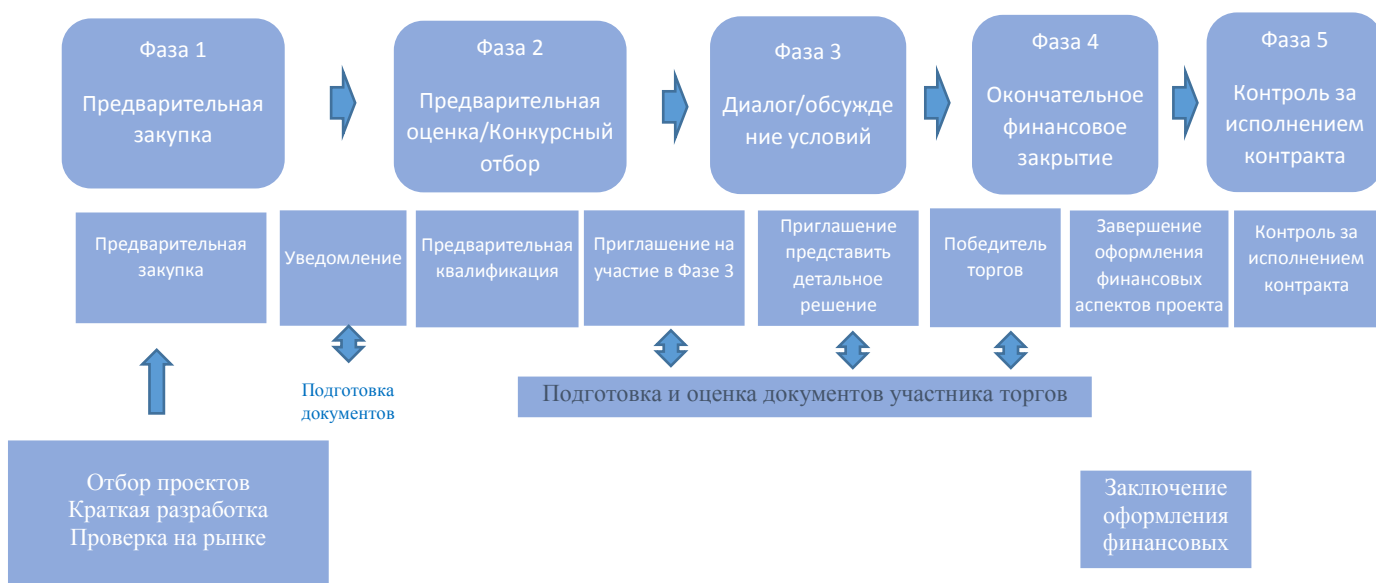 Фаза 1
Предварительная
закупка
Фаза 2
Предварительная
оценка/Конкурсный
отбор
Фаза 3
Диалог/обсужде
ние условий
Фаза 4
Окончательное
финансовое
закрытие
Фаза 5
Контроль за
исполнением
контракта
Предварительная
закупка
Уведомление
Предварительная
квалификация
Приглашение на
участие в Фазе 3
Приглашение
представить
детальное
решение
Победитель
торгов
Завершение
оформления
финансовых
аспектов проекта
Контроль за
исполнением
контракта
Подготовка
документов
Подготовка и оценка документов участника торгов
Отбор проектов
Краткая разработка
Проверка на рынке
Заключение
оформления
финансовых